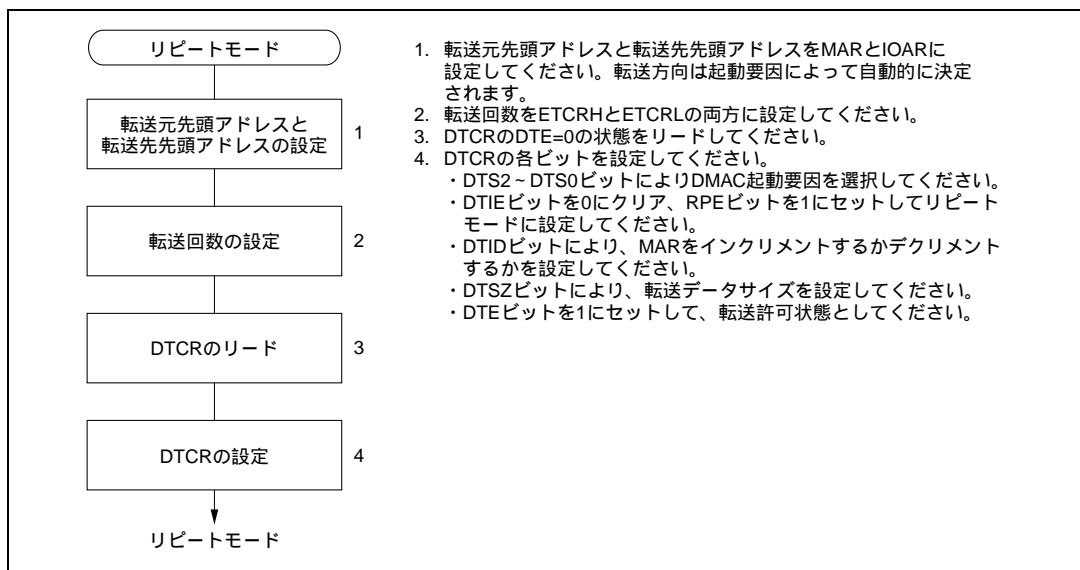 リピートモード
転送元先頭アドレスと
転送先先頭アドレスの設定
1
転送回数の設定
2
DTCRのリード
3
DTCRの設定
4
リピートモード
1. 転送元先頭アドレスと転送先先頭アドレスをMARとIOARに
設定してください。転送方向は起動要因によって自動的に決定
されます。
2. 転送回数をETCRHとETCRLの両方に設定してください。
3. DTCRのDTE=0の状態をリードしてください。
4. DTCRの各ビットを設定してください。
・DTS2～DTS0ビットによりDMAC起動要因を選択してください。
・DTIEビットを0にクリア、RPEビットを1にセットしてリピート
モードに設定してください。
・DTIDビットにより、MARをインクリメントするかデクリメント
するかを設定してください。
・DTSZビットにより、転送データサイズを設定してください。
・DTEビットを1にセットして、転送許可状態としてください。